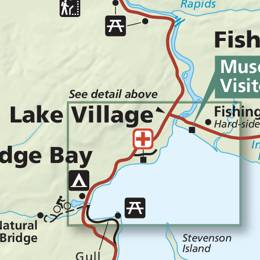 Rapids
Fish
Muse
Visito
See detail above
Lake Village
Fishing
Hard-side
dge Bay
Natural
Bridge
Stevenson
Island
Gull